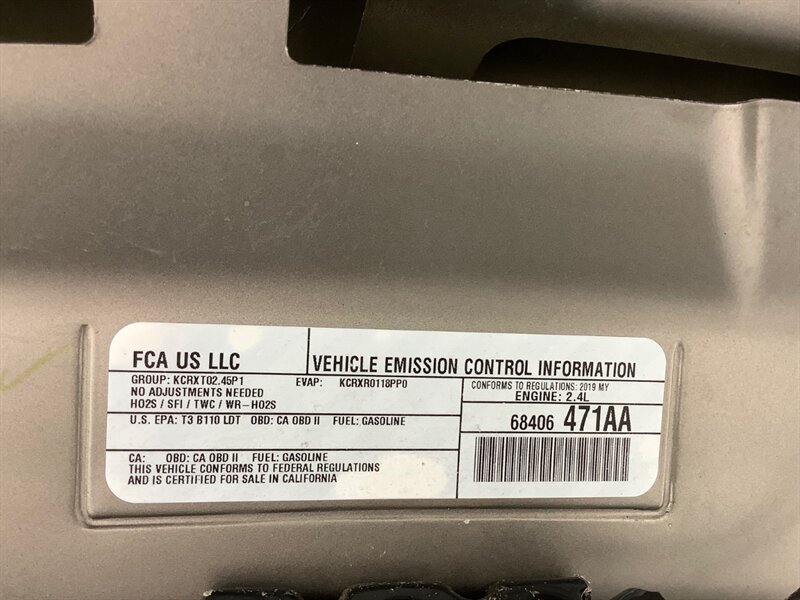 FCA US LLC
VEHICLE EMISSION CONTROL INFORMATION
GROUP: KCRXT02.45P1 EVAP: KCRXR0118PP0
NO ADJUSTMENTS NEEDED
HO2S / SFI / TWC / WR-HO2S
CONFORMS TO REGULATIONS: 2019 MY
ENGINE: 2.4L
U.S. EPA: T3 B110 LDT OBD: CA OBD II FUEL: GASOLINE
68406 471AA
CA: OBD: CA OBD II FUEL: GASOLINE
THIS VEHICLE CONFORMS TO FEDERAL REGULATIONS
AND IS CERTIFIED FOR SALE IN CALIFORNIA